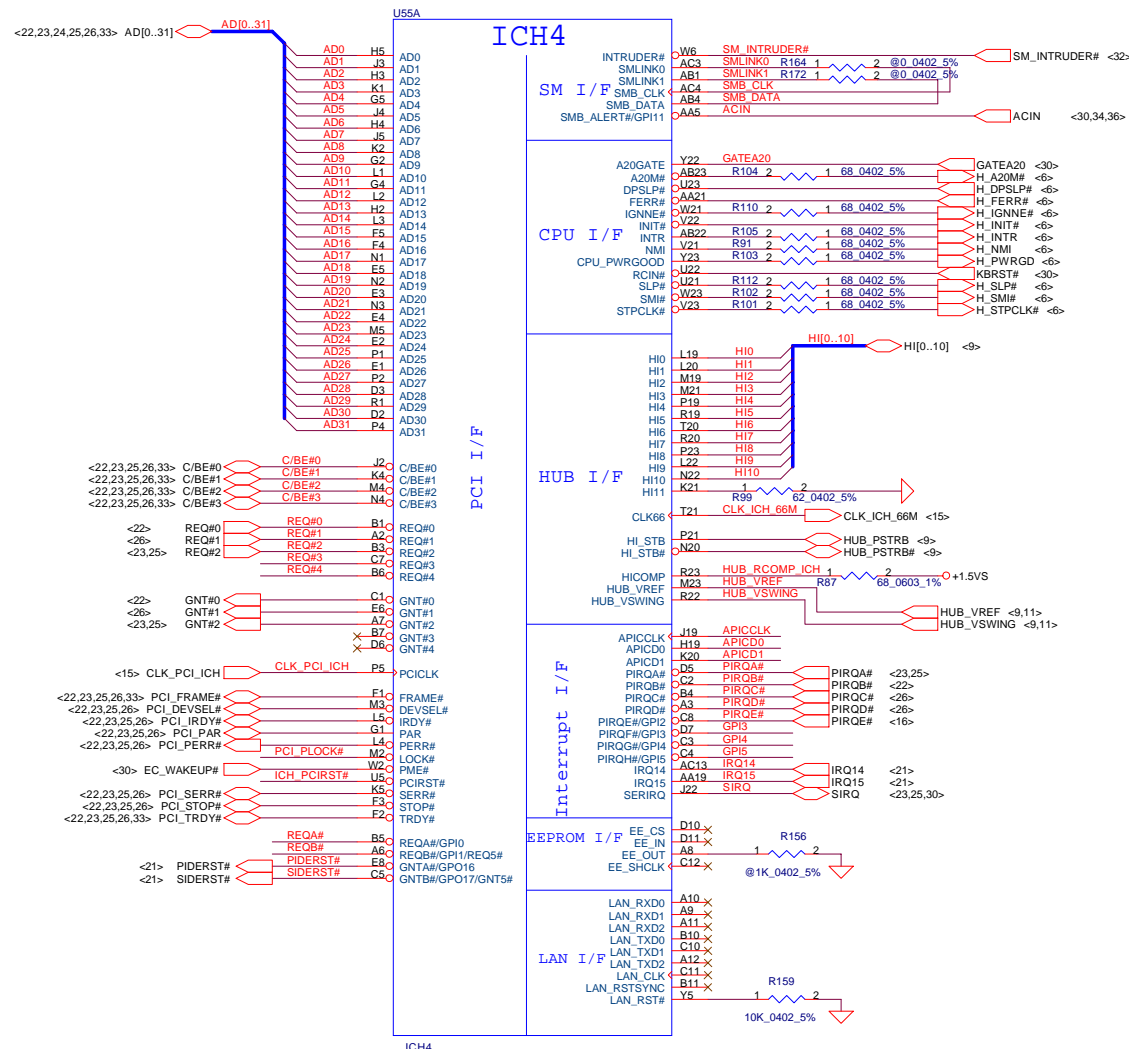 U55A
ICH4
<22,23,24,25,26,33> AD[0..31] AD[0..31]
AD0 H5 AD0
AD1 J3 AD1
AD2 H3 AD2
AD3 K1 AD3
AD4 G5 AD4
AD5 J4 AD5
AD6 H4 AD6
AD7 J5 AD7
AD8 K2 AD8
AD9 G2 AD9
AD10 L1 AD10
AD11 G4 AD11
AD12 L2 AD12
AD13 H2 AD13
AD14 L3 AD14
AD15 F5 AD15
AD16 F4 AD16
AD17 N1 AD17
AD18 E5 AD18
AD19 N2 AD19
AD20 E3 AD20
AD21 N3 AD21
AD22 E4 AD22
AD23 M5 AD23
AD24 E2 AD24
AD25 P1 AD25
AD26 E1 AD26
AD27 P2 AD27
AD28 D3 AD28
AD29 R1 AD29
AD30 D2 AD30
AD31 P4 AD31
<22,23,25,26,33> C/BE#0 C/BE#0 J2 C/BE#0
<22,23,25,26,33> C/BE#1 C/BE#1 K4 C/BE#1
<22,23,25,26,33> C/BE#2 C/BE#2 M4 C/BE#2
<22,23,25,26,33> C/BE#3 C/BE#3 N4 C/BE#3
<22> REQ#0 REQ#0 B1 REQ#0
<26> REQ#1 REQ#1 A2 REQ#1
<23,25> REQ#2 REQ#2 B3 REQ#2
REQ#3 C7 REQ#3
REQ#4 B6 REQ#4
<22> GNT#0 C1 GNT#0
<26> GNT#1 E6 GNT#1
<23,25> GNT#2 A7 GNT#2
B7 GNT#3
D6 GNT#4
<15> CLK_PCI_ICH CLK_PCI_ICH P5 PCICLK
<22,23,25,26,33> PCI_FRAME# F1 FRAME#
<22,23,25,26> PCI_DEVSEL# M3 DEVSEL#
<22,23,25,26> PCI_IRDY# L5 IRDY#
<22,23,25,26> PCI_PAR G1 PAR
<22,23,25,26> PCI_PERR# L4 PERR#
PCI_PLOCK# M2 LOCK#
<30> EC_WAKEUP# W2 PME#
ICH_PCIRST# U5 PCIRST#
<22,23,25,26> PCI_SERR# K5 SERR#
<22,23,25,26> PCI_STOP# F3 STOP#
<22,23,25,26,33> PCI_TRDY# F2 TRDY#
REQA# B5 REQA#/GPI0
REQB# A6 REQB#/GPI1/REQ5#
<21> PIDERST# PIDERST# E8 GNTA#/GPO16
<21> SIDERST# SIDERST# C5 GNTB#/GPO17/GNT5#
PCI I/F
SM I/F
INTRUDER# W6 SM_INTRUDER# SM_INTRUDER# <32>
SMLINK0 AC3 SMLINK0 R164 1 2 @0_0402_5%
SMLINK1 AB1 SMLINK1 R172 1 2 @0_0402_5%
SMB_CLK AC4 SMB_CLK
SMB_DATA AB4 SMB_DATA
SMB_ALERT#/GPI11 AA5 ACIN ACIN <30,34,36>
CPU I/F
A20GATE Y22 GATEA20 GATEA20 <30>
A20M# AB23 R104 2 1 68_0402_5% H_A20M# <6>
DPSLP# U23 H_DPSLP# <6>
FERR# AA21 H_FERR# <6>
IGNNE# W21 R110 2 1 68_0402_5% H_IGNNE# <6>
INIT# V22 H_INIT# <6>
INTR AB22 R105 2 1 68_0402_5% H_INTR <6>
NMI V21 R91 2 1 68_0402_5% H_NMI <6>
CPU_PWRGOOD Y23 R103 2 1 68_0402_5% H_PWRGD <6>
RCIN# U22 KBRST# <30>
SLP# U21 R112 2 1 68_0402_5% H_SLP# <6>
SMI# W23 R102 2 1 68_0402_5% H_SMI# <6>
STPCLK# V23 R101 2 1 68_0402_5% H_STPCLK# <6>
HUB I/F
HI[0..10] HI[0..10] <9>
HI0 L19 HI0
HI1 L20 HI1
HI2 M19 HI2
HI3 M21 HI3
HI4 P19 HI4
HI5 R19 HI5
HI6 T20 HI6
HI7 R20 HI7
HI8 P23 HI8
HI9 L22 HI9
HI10 N22 HI10
HI11 K21 R99 1 2 62_0402_5%
CLK66 T21 CLK_ICH_66M CLK_ICH_66M <15>
HI_STB P21 HUB_PSTRB <9>
HI_STB# N20 HUB_PSTRB# <9>
HICOMP R23 HUB_RCOMP_ICH R87 1 2 68_0603_1% +1.5VS
HUB_VREF M23 HUB_VREF HUB_VREF <9,11>
HUB_VSWING R22 HUB_VSWING HUB_VSWING <9,11>
Interrupt I/F
APICCLK J19 APICCLK
APICD0 H19 APICD0
APICD1 K20 APICD1
PIRQA# D5 PIRQA# PIRQA# <23,25>
PIRQB# C2 PIRQB# PIRQB# <22>
PIRQC# B4 PIRQC# PIRQC# <26>
PIRQD# A3 PIRQD# PIRQD# <26>
PIRQE#/GPI2 C8 PIRQE# PIRQE# <16>
PIRQF#/GPI3 D7 GPI3
PIRQG#/GPI4 C3 GPI4
PIRQH#/GPI5 C4 GPI5
IRQ14 AC13 IRQ14 IRQ14 <21>
IRQ15 AA19 IRQ15 IRQ15 <21>
SERIRQ J22 SIRQ SIRQ <23,25,30>
EEPROM I/F
EE_CS D10
EE_IN D11
EE_OUT A8 R156 1 2 @1K_0402_5%
EE_SHCLK C12
LAN I/F
LAN_RXD0 A10
LAN_RXD1 A9
LAN_RXD2 A11
LAN_TXD0 B10
LAN_TXD1 C10
LAN_TXD2 A12
LAN_CLK C11
LAN_RSTSYNC B11
LAN_RST# Y5 R159 1 2 10K_0402_5%
ICH4